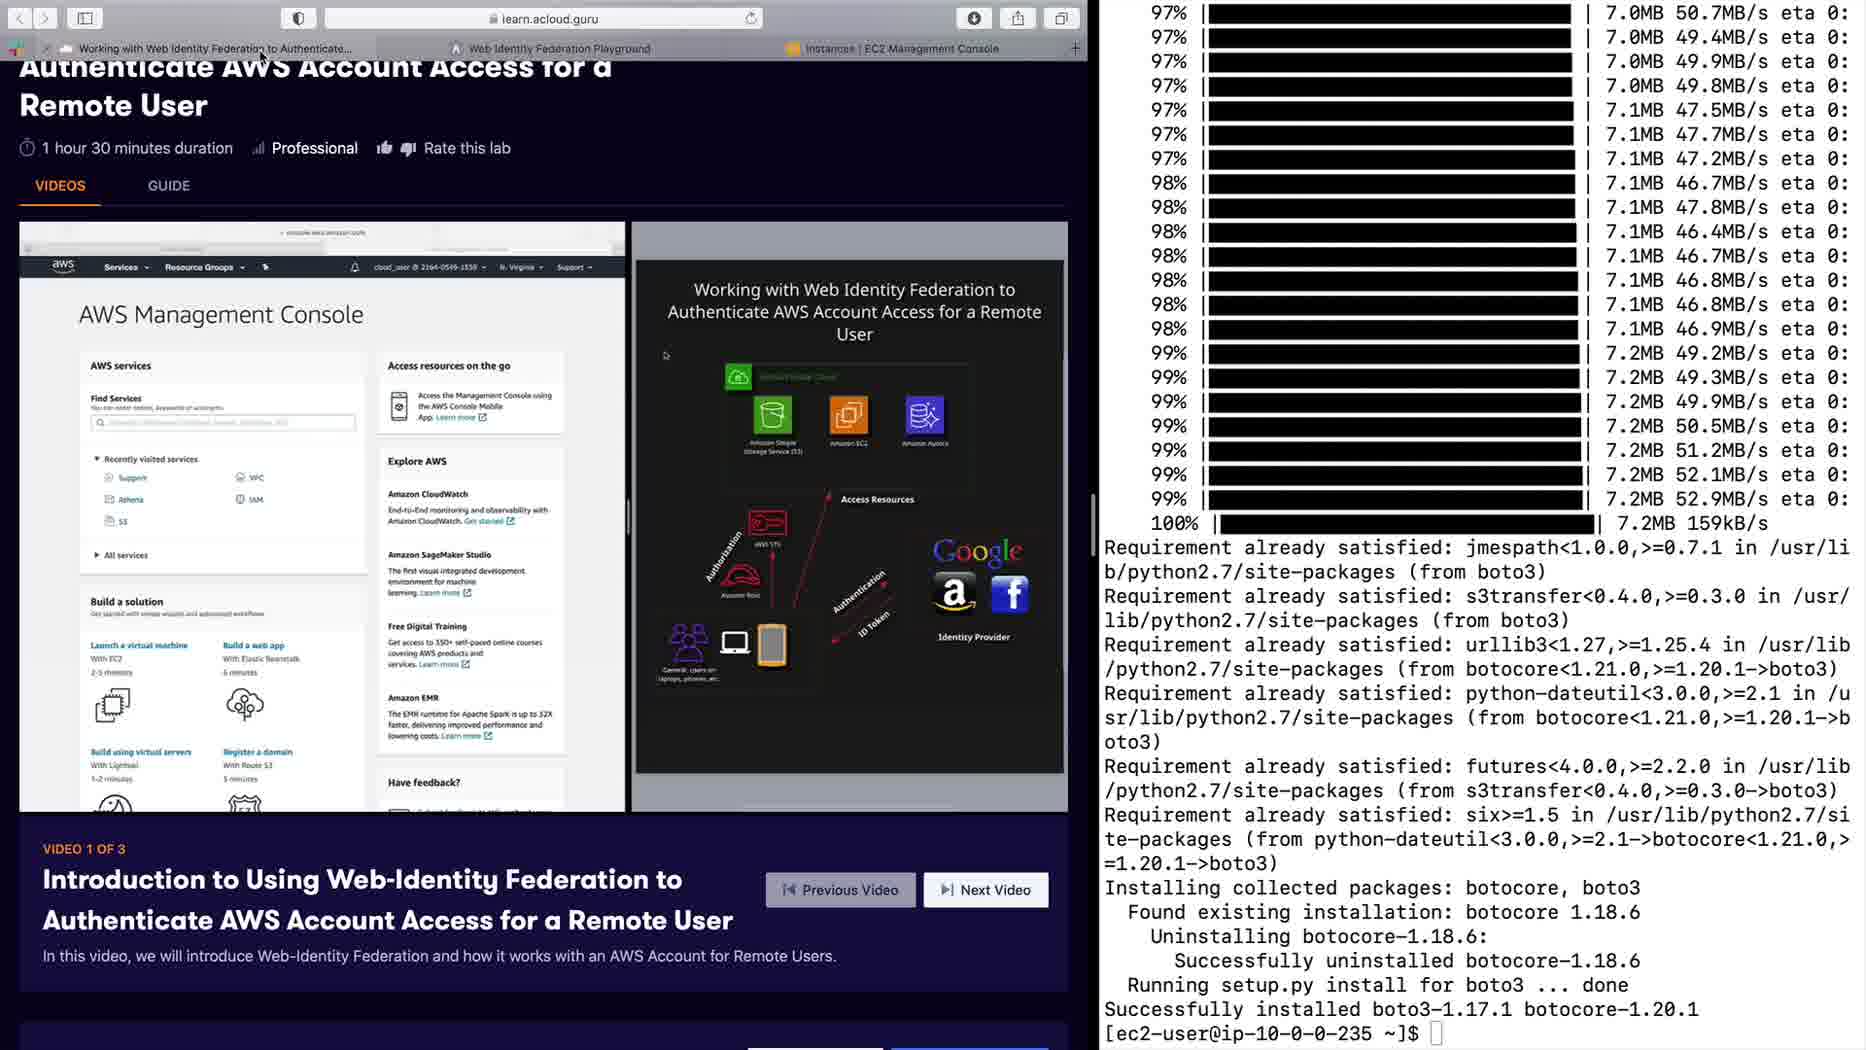 learn.acloud.guru
Working with Web Identity Federation to Authenticate...
Web Identity Federation Playground
Instances | EC2 Management Console
Authenticate AWS Account Access for a
Remote User
1 hour 30 minutes duration
Professional
Rate this lab
VIDEOS
GUIDE
aws
Services
Resource Groups
N. Virginia
Support
AWS Management Console
AWS services
Find Services
Recently visited services
Support
VPC
Athena
IAM
S3
All services
Build a solution
Get started with simple wizards and automated workflows.
Launch a virtual machine
With EC2
2-5 minutes
Build a web app
With Elastic Beanstalk
6 minutes
Build using virtual servers
With Lightsail
1-2 minutes
Register a domain
With Route 53
3 minutes
Access resources on the go
Access the Management Console using
the AWS Console Mobile
App. Learn more
Explore AWS
Amazon CloudWatch
End-to-End monitoring and observability with
Amazon CloudWatch. Get started
Amazon SageMaker Studio
The first visual integrated development
environment for machine
learning. Learn more
Free Digital Training
Get access to 350+ self-paced online courses
covering AWS products and
services. Learn more
Amazon EMR
The EMR runtime for Apache Spark is up to 32X
faster, delivering improved performance and
lowering costs. Learn more
Have feedback?
Working with Web Identity Federation to
Authenticate AWS Account Access for a Remote
User
Amazon Simple
Storage Service (S3)
Amazon EC2
Amazon Aurora
Access Resources
AWS STS
Authorization
Assume Role
Authentication
ID Token
Google
a
f
Identity Provider
General users on
laptops, phones, etc.
VIDEO 1 OF 3
Introduction to Using Web-Identity Federation to
Authenticate AWS Account Access for a Remote User
In this video, we will introduce Web-Identity Federation and how it works with an AWS Account for Remote Users.
Previous Video
Next Video
97% | | 7.0MB 50.7MB/s eta 0:
97% | | 7.0MB 49.4MB/s eta 0:
97% | | 7.0MB 49.9MB/s eta 0:
97% | | 7.0MB 49.8MB/s eta 0:
97% | | 7.1MB 47.5MB/s eta 0:
97% | | 7.1MB 47.7MB/s eta 0:
97% | | 7.1MB 47.2MB/s eta 0:
98% | | 7.1MB 46.7MB/s eta 0:
98% | | 7.1MB 47.8MB/s eta 0:
98% | | 7.1MB 46.4MB/s eta 0:
98% | | 7.1MB 46.7MB/s eta 0:
98% | | 7.1MB 46.8MB/s eta 0:
98% | | 7.1MB 46.8MB/s eta 0:
98% | | 7.1MB 46.9MB/s eta 0:
99% | | 7.2MB 49.2MB/s eta 0:
99% | | 7.2MB 49.3MB/s eta 0:
99% | | 7.2MB 49.9MB/s eta 0:
99% | | 7.2MB 50.5MB/s eta 0:
99% | | 7.2MB 51.2MB/s eta 0:
99% | | 7.2MB 52.1MB/s eta 0:
99% | | 7.2MB 52.9MB/s eta 0:
100% | | 7.2MB 159kB/s
Requirement already satisfied: jmespath<1.0.0,>=0.7.1 in /usr/li
b/python2.7/site-packages (from boto3)
Requirement already satisfied: s3transfer<0.4.0,>=0.3.0 in /usr/
lib/python2.7/site-packages (from boto3)
Requirement already satisfied: urllib3<1.27,>=1.25.4 in /usr/lib
/python2.7/site-packages (from botocore<1.21.0,>=1.20.1->boto3)
Requirement already satisfied: python-dateutil<3.0.0,>=2.1 in /u
sr/lib/python2.7/site-packages (from botocore<1.21.0,>=1.20.1->b
oto3)
Requirement already satisfied: futures<4.0.0,>=2.2.0 in /usr/lib
/python2.7/site-packages (from s3transfer<0.4.0,>=0.3.0->boto3)
Requirement already satisfied: six>=1.5 in /usr/lib/python2.7/si
te-packages (from python-dateutil<3.0.0,>=2.1->botocore<1.21.0,>
=1.20.1->boto3)
Installing collected packages: botocore, boto3
Found existing installation: botocore 1.18.6
Uninstalling botocore-1.18.6:
Successfully uninstalled botocore-1.18.6
Running setup.py install for boto3 ... done
Successfully installed boto3-1.17.1 botocore-1.20.1
[ec2-user@ip-10-0-0-235 ~]$